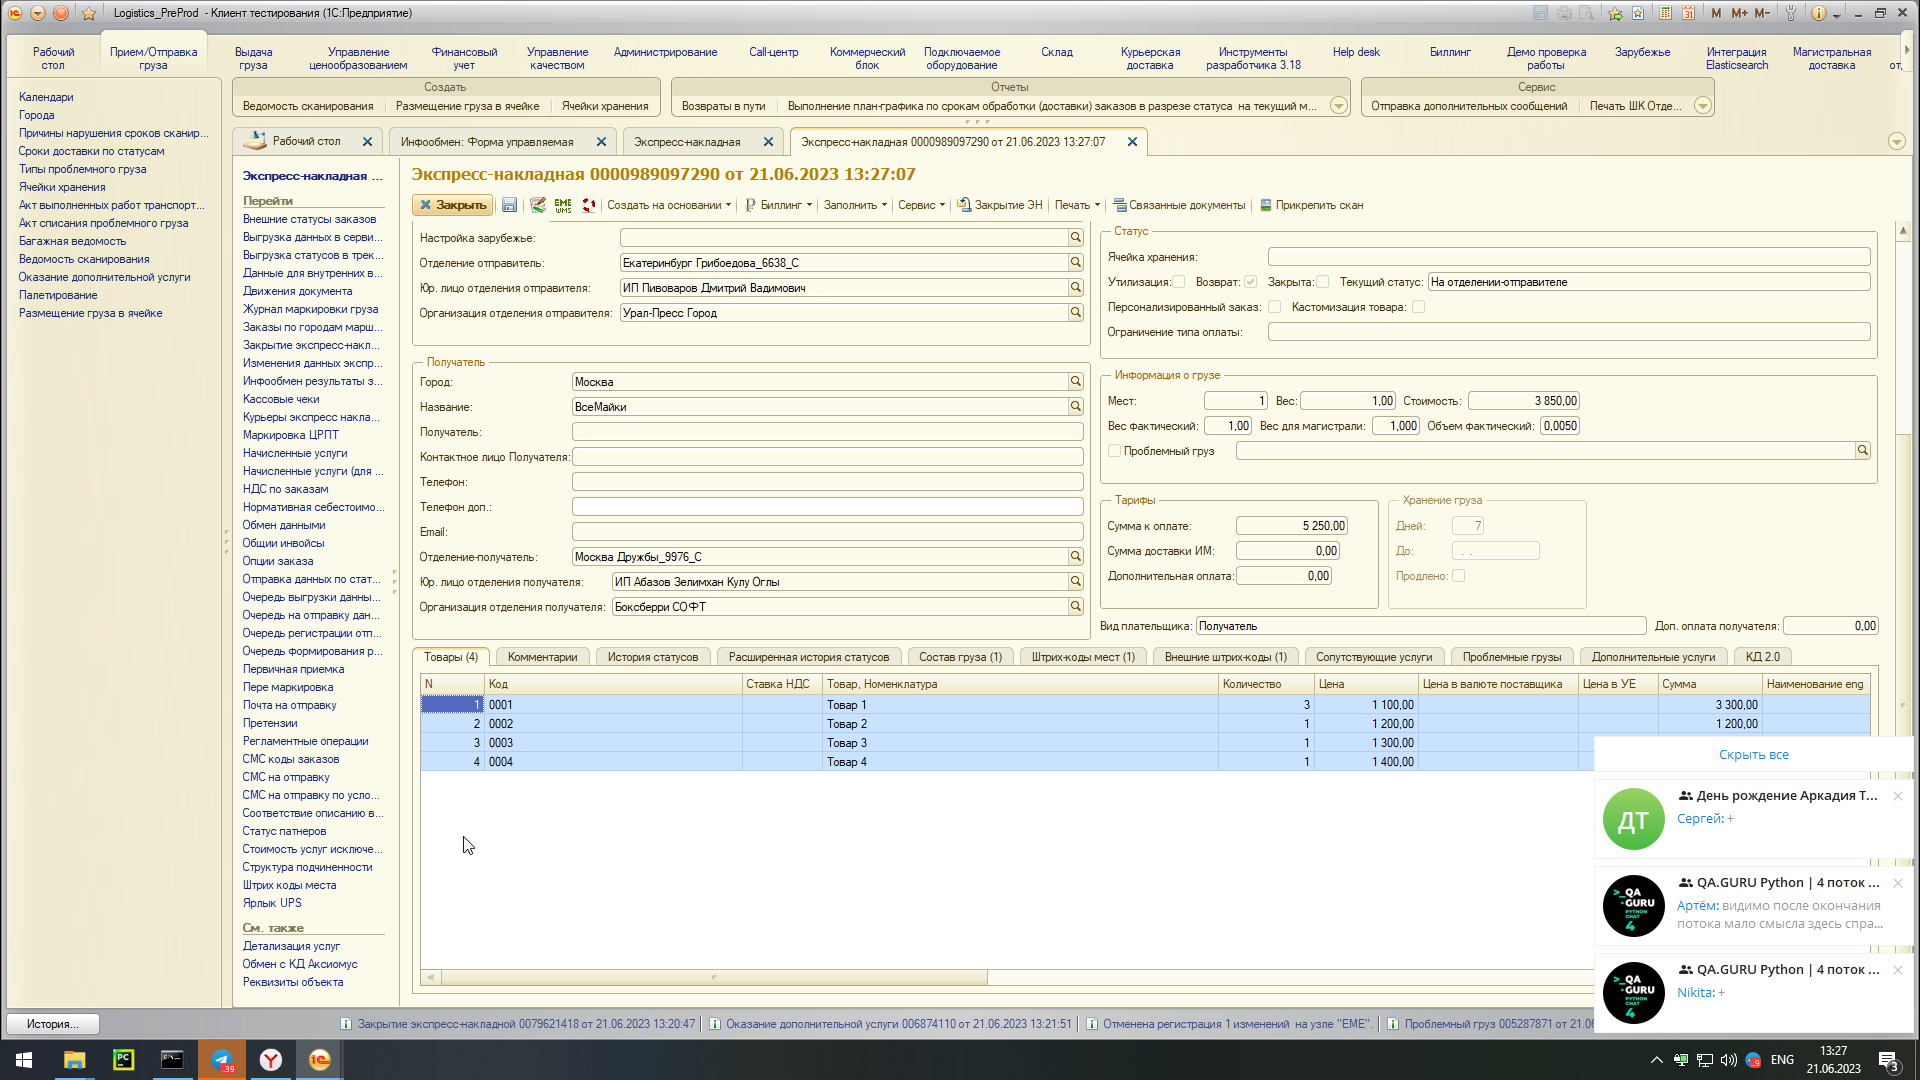 Logistics_PreProd - Клиент тестирования (1С:Предприятие)
M M+ M-
Рабочий стол
Прием/Отправка груза
Выдача груза
Управление ценообразованием
Финансовый учет
Управление качеством
Администрирование
Call-центр
Коммерческий блок
Подключаемое оборудование
Склад
Курьерская доставка
Инструменты разработчика 3.18
Help desk
Биллинг
Демо проверка работы
Зарубежье
Интеграция Elasticsearch
Магистральная доставка
Создать
Ведомость сканирования
Размещение груза в ячейке
Ячейки хранения
Отчеты
Возвраты в пути
Выполнение план-графика по срокам обработки (доставки) заказов в разрезе статуса на текущий м...
Сервис
Отправка дополнительных сообщений
Печать ШК Отде...
Календари
Города
Причины нарушения сроков сканир...
Сроки доставки по статусам
Типы проблемного груза
Ячейки хранения
Акт выполненных работ транспорт...
Акт списания проблемного груза
Багажная ведомость
Ведомость сканирования
Оказание дополнительной услуги
Палетирование
Размещение груза в ячейке
Рабочий стол
Инфообмен: Форма управляемая
Экспресс-накладная
Экспресс-накладная 0000989097290 от 21.06.2023 13:27:07
Экспресс-накладная ...
Перейти
Внешние статусы заказов
Выгрузка данных в серви...
Выгрузка статусов в трек...
Данные для внутренних в...
Движения документа
Журнал маркировки груза
Заказы по городам марш...
Закрытие экспресс-накл...
Изменения данных экспр...
Инфообмен результаты з...
Кассовые чеки
Курьеры экспресс накла...
Маркировка ЦРПТ
Начисленные услуги
Начисленные услуги (для ...
НДС по заказам
Нормативная себестоимо...
Обмен данными
Общии инвойсы
Опции заказа
Отправка данных по стат...
Очередь выгрузки данны...
Очередь на отправку дан...
Очередь регистрации отп...
Очередь формирования р...
Первичная приемка
Пере маркировка
Почта на отправку
Претензии
Регламентные операции
СМС коды заказов
СМС на отправку
СМС на отправку по усло...
Соответствие описанию в...
Статус патнеров
Стоимость услуг исключе...
Структура подчиненности
Штрих коды места
Ярлык UPS
См. также
Детализация услуг
Обмен с КД Аксиомус
Реквизиты объекта
Экспресс-накладная 0000989097290 от 21.06.2023 13:27:07
Закрыть
EME WMS
Создать на основании
Биллинг
Заполнить
Сервис
Закрытие ЭН
Печать
Связанные документы
Прикрепить скан
Настройка зарубежье:
Отделение отправитель: Екатеринбург Грибоедова_6638_С
Юр. лицо отделения отправителя: ИП Пивоваров Дмитрий Вадимович
Организация отделения отправителя: Урал-Пресс Город
Получатель
Город: Москва
Название: ВсеМайки
Получатель:
Контактное лицо Получателя:
Телефон:
Телефон доп.:
Email:
Отделение-получатель: Москва Дружбы_9976_С
Юр. лицо отделения получателя: ИП Абазов Зелимхан Кулу Оглы
Организация отделения получателя: Боксберри СОФТ
Статус
Ячейка хранения:
Утилизация: Возврат: Закрыта: Текущий статус: На отделении-отправителе
Персонализированный заказ: Кастомизация товара:
Ограничение типа оплаты:
Информация о грузе
Мест: 1 Вес: 1,00 Стоимость: 3 850,00
Вес фактический: 1,00 Вес для магистрали: 1,000 Объем фактический: 0,0050
Проблемный груз
Тарифы
Сумма к оплате: 5 250,00
Сумма доставки ИМ: 0,00
Дополнительная оплата: 0,00
Хранение груза
Дней: 7
До: . .
Продлено:
Вид плательщика: Получатель Доп. оплата получателя: 0,00
Товары (4)
Комментарии
История статусов
Расширенная история статусов
Состав груза (1)
Штрих-коды мест (1)
Внешние штрих-коды (1)
Сопутствующие услуги
Проблемные грузы
Дополнительные услуги
КД 2.0
N Код Ставка НДС Товар, Номенклатура Количество Цена Цена в валюте поставщика Цена в УЕ Сумма Наименование eng
1 0001 Товар 1 3 1 100,00 3 300,00
2 0002 Товар 2 1 1 200,00 1 200,00
3 0003 Товар 3 1 1 300,00
4 0004 Товар 4 1 1 400,00
Скрыть все
ДТ
День рождение Аркадия Т...
Сергей: +
>_QA .GURU PYTHON CHAT 4
QA.GURU Python | 4 поток ...
Артём: видимо после окончания
потока мало смысла здесь спра...
>_QA .GURU PYTHON CHAT 4
QA.GURU Python | 4 поток ...
Nikita: +
История...
Закрытие экспресс-накладной 0079621418 от 21.06.2023 13:20:47
Оказание дополнительной услуги 006874110 от 21.06.2023 13:21:51
Отменена регистрация 1 изменений на узле "EME".
Проблемный груз 005287871 от 21.06
PC
39
Y
1С
9
ENG
13:27
21.06.2023
3